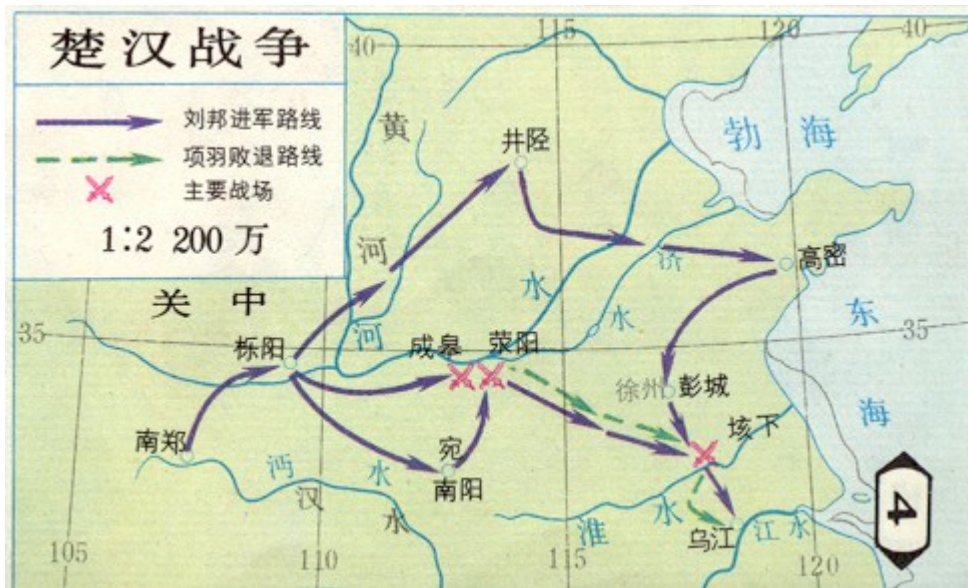 楚汉战争
刘邦进军路线
项羽败退路线
主要战场
1:2 200万
40
115
120
40
黄
井陉
勃海
河
济
高密
关中
水
水
东
35
栎阳
河
成皋
荥阳
35
徐州
彭城
海
南郑
沔
水
宛
垓下
汉
南阳
水
淮
水
乌江
江水
4
105
110
115
120